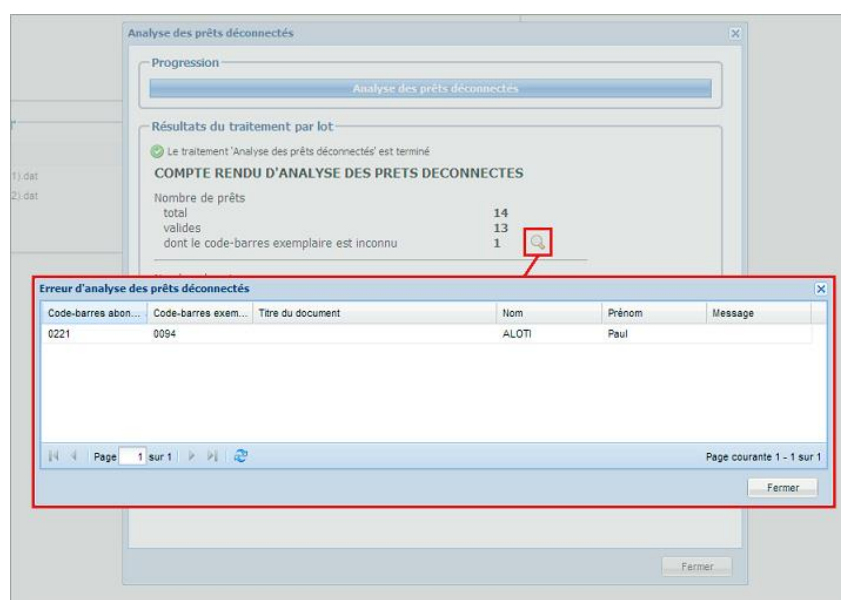 Analyse des prêts déconnectés
Progression
Analyse des prêts déconnectés
Résultats du traitement par lot
Le traitement 'Analyse des prêts déconnectés' est terminé
1).dat
COMPTE RENDU D'ANALYSE DES PRETS DECONNECTES
2).dat
Nombre de prêts
total 14
valides 13
dont le code-barres exemplaire est inconnu 1
Erreur d'analyse des prêts déconnectés
Code-barres abon... Code-barres exem... Titre du document Nom Prénom Message
0221 0094 ALOTI Paul
Page 1 sur 1 Page courante 1 - 1 sur 1
Fermer
Fermer